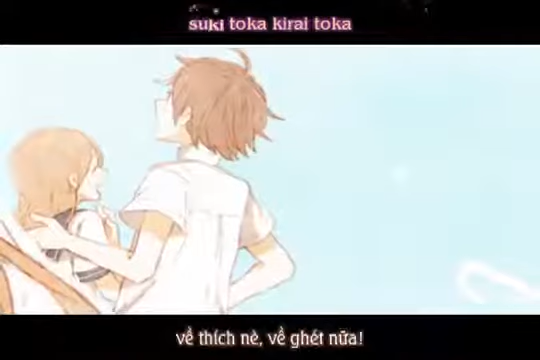 suki toka kirai toka
về thích nè, về ghét nữa!